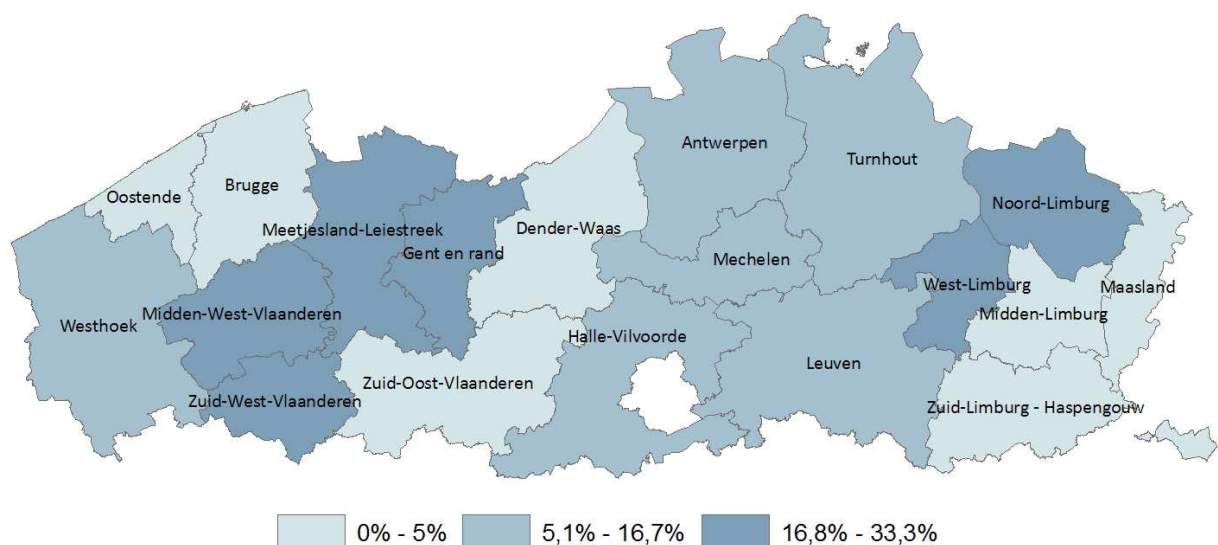 Antwerpen
Turnhout
Oostende
Brugge
Noord-Limburg
Meetjesland-Leiestreek
Dender-Waas
Gent en rand
Mechelen
West-Limburg
Maasland
Westhoek
Midden-West-Vlaanderen
Midden-Limburg
Halle-Vilvoorde
Leuven
Zuid-Oost-Vlaanderen
Zuid-West-Vlaanderen
Zuid-Limburg - Haspengouw
0% - 5%
5,1% - 16,7%
16,8% - 33,3%